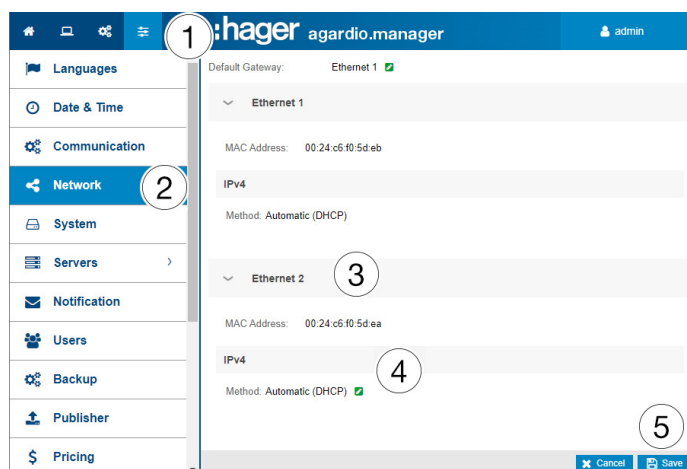 1
:hager agardio.manager
admin
Languages
Date & Time
Communication
Network
2
System
Servers
Notification
Users
Backup
Publisher
$ Pricing
Default Gateway: Ethernet 1
Ethernet 1
MAC Address: 00:24:c6:f0:5d:eb
IPv4
Method: Automatic (DHCP)
Ethernet 2
3
MAC Address: 00:24:c6:f0:5d:ea
IPv4
4
Method: Automatic (DHCP)
5
Cancel
Save